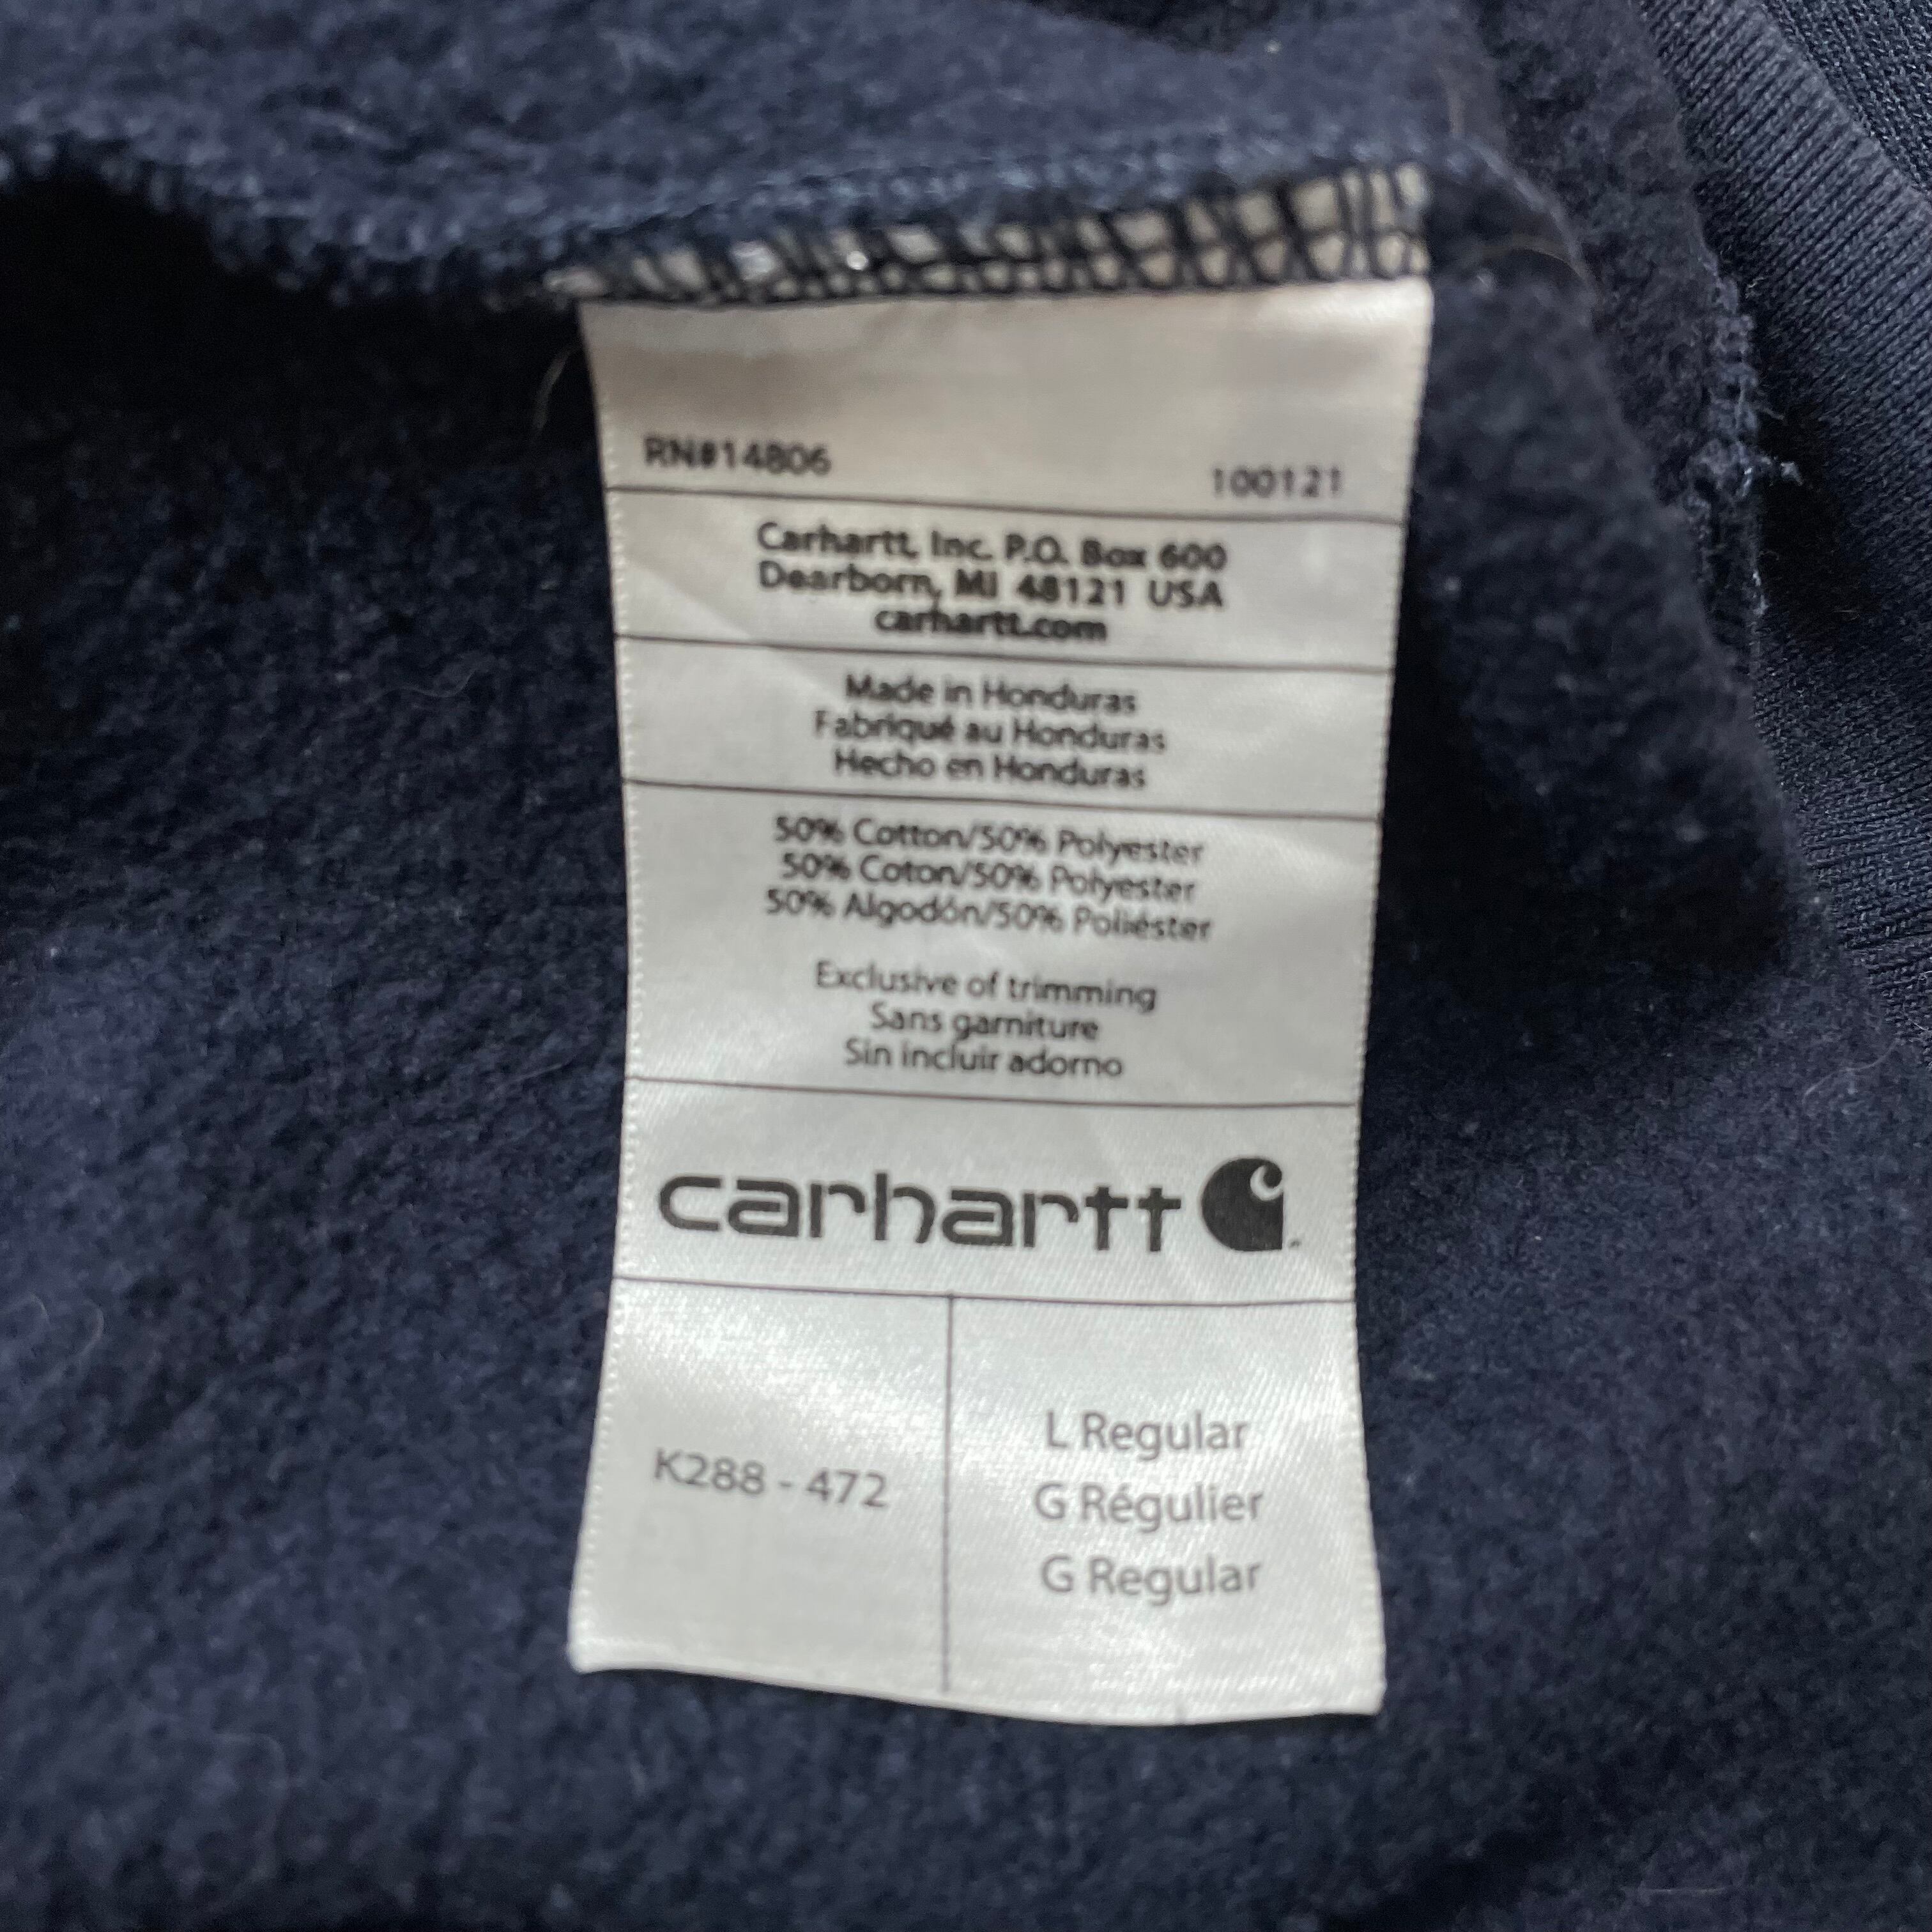 RN#14806 100121
Carhartt, Inc. P.O. Box 600
Dearborn, MI 48121 USA
carhartt.com
Made in Honduras
Fabriqué au Honduras
Hecho en Honduras
50% Cotton/50% Polyester
50% Coton/50% Polyester
50% Algodón/50% Poliéster
Exclusive of trimming
Sans garniture
Sin incluir adorno
carhartt
K288 - 472
L Regular
G Régulier
G Regular